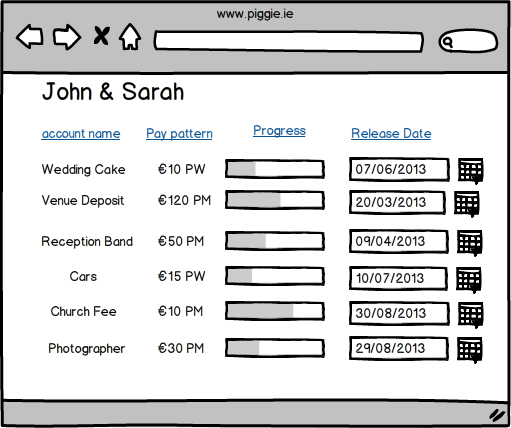 www.piggie.ie
John & Sarah
account name Pay pattern Progress Release Date
Wedding Cake €10 PW 07/06/2013
Venue Deposit €120 PM 20/03/2013
Reception Band €50 PM 09/04/2013
Cars €15 PW 10/07/2013
Church Fee €10 PM 30/08/2013
Photographer €30 PM 29/08/2013